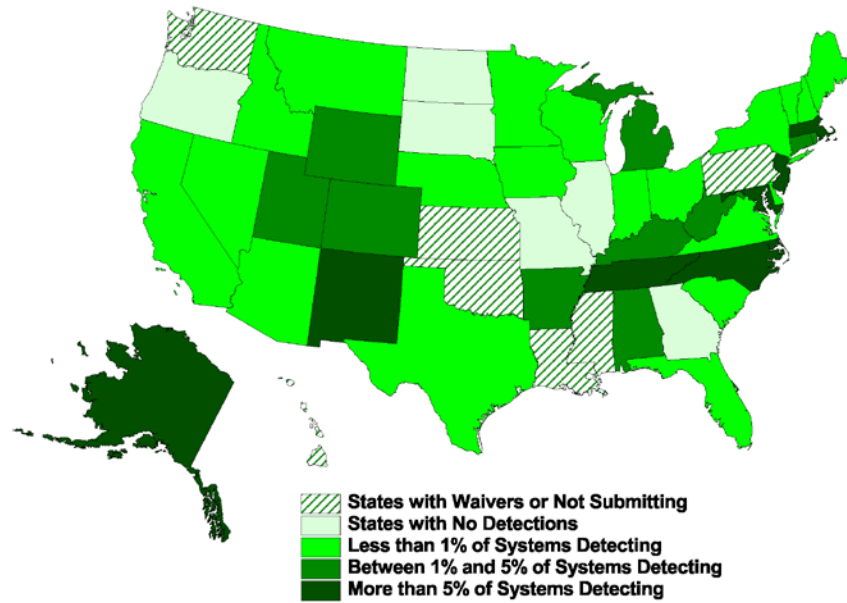 States with Waivers or Not Submitting
States with No Detections
Less than 1% of Systems Detecting
Between 1% and 5% of Systems Detecting
More than 5% of Systems Detecting